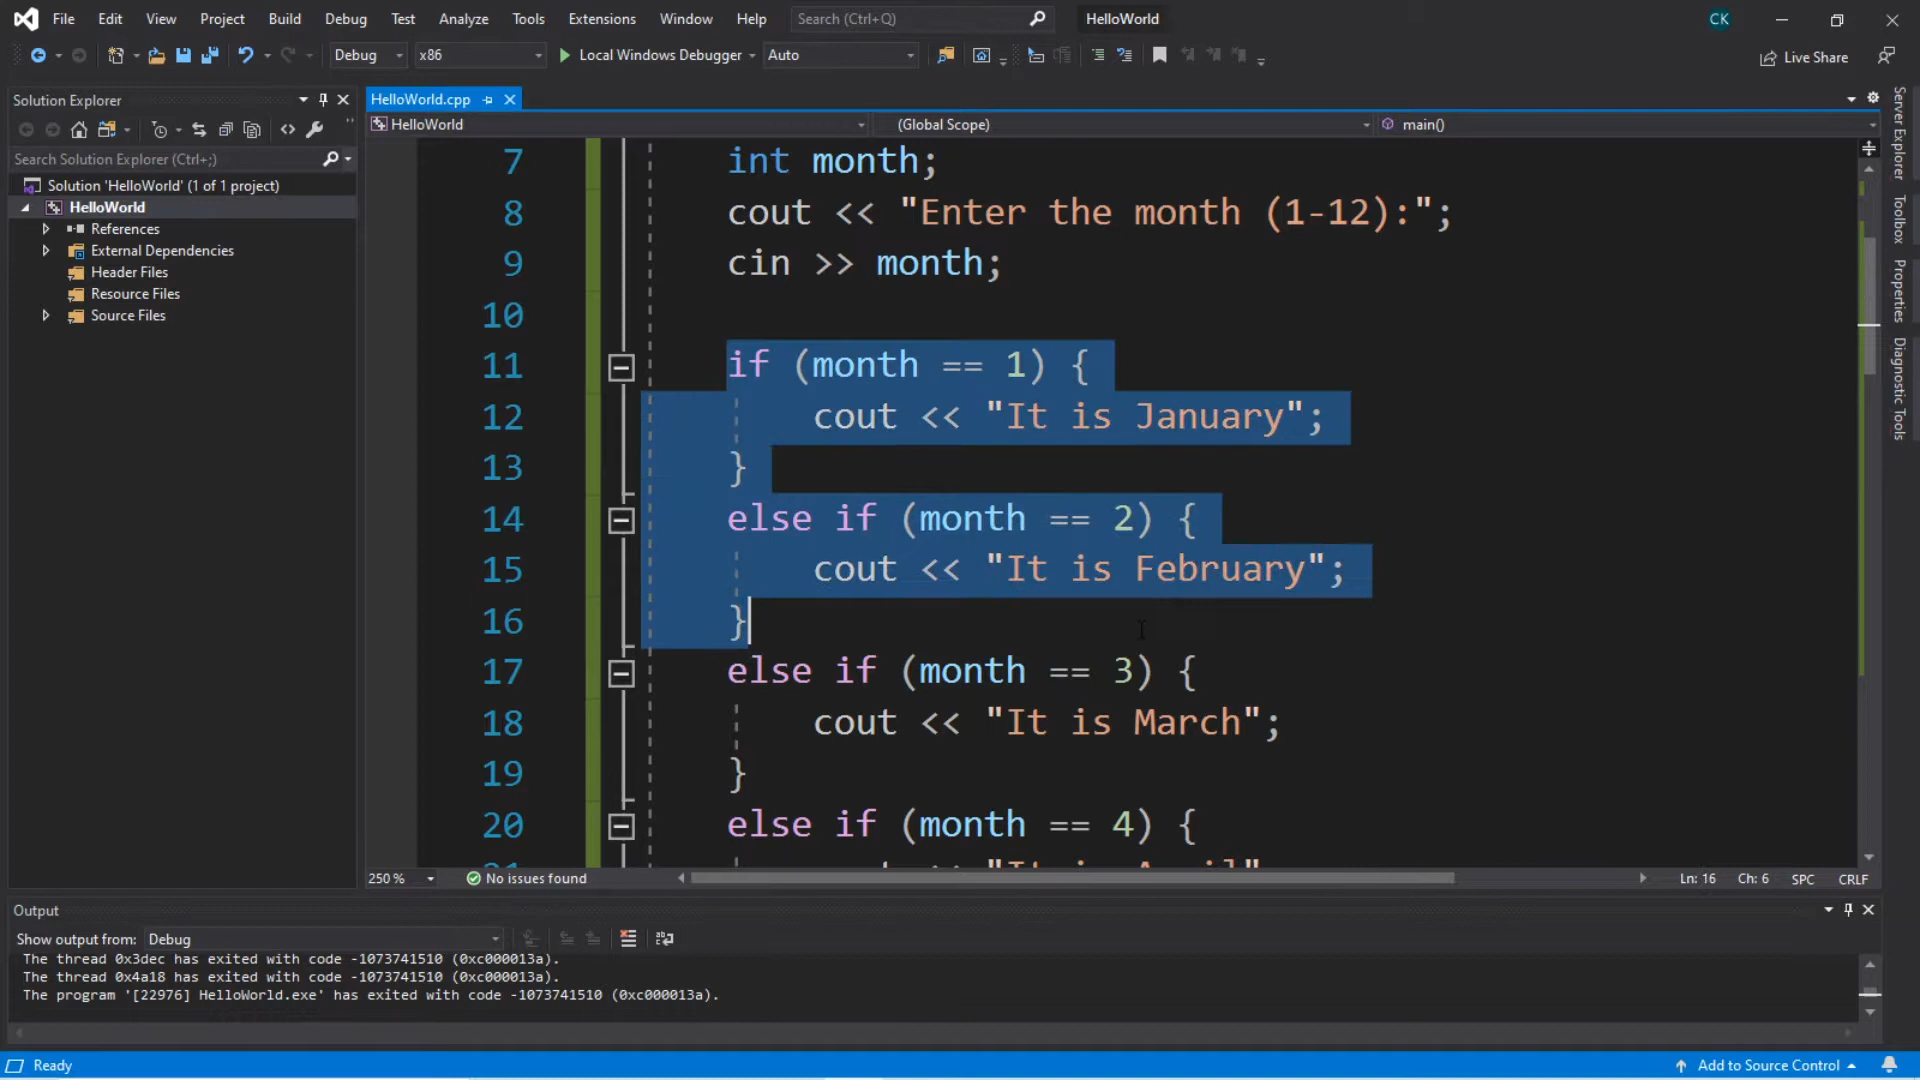 File Edit View Project Build Debug Test Analyze Tools Extensions Window Help Search (Ctrl+Q) HelloWorld CK
Debug x86 Local Windows Debugger Auto Live Share
Solution Explorer
Search Solution Explorer (Ctrl+;)
Solution 'HelloWorld' (1 of 1 project)
HelloWorld
References
External Dependencies
Header Files
Resource Files
Source Files
HelloWorld.cpp
HelloWorld (Global Scope) main()
7 int month;
8 cout << "Enter the month (1-12):";
9 cin >> month;
10
11 if (month == 1) {
12 cout << "It is January";
13 }
14 else if (month == 2) {
15 cout << "It is February";
16 }
17 else if (month == 3) {
18 cout << "It is March";
19 }
20 else if (month == 4) {
250 % No issues found Ln: 16 Ch: 6 SPC CRLF
Server Explorer
Toolbox
Properties
Diagnostic Tools
Output
Show output from: Debug
The thread 0x3dec has exited with code -1073741510 (0xc000013a).
The thread 0x4a18 has exited with code -1073741510 (0xc000013a).
The program '[22976] HelloWorld.exe' has exited with code -1073741510 (0xc000013a).
Ready Add to Source Control